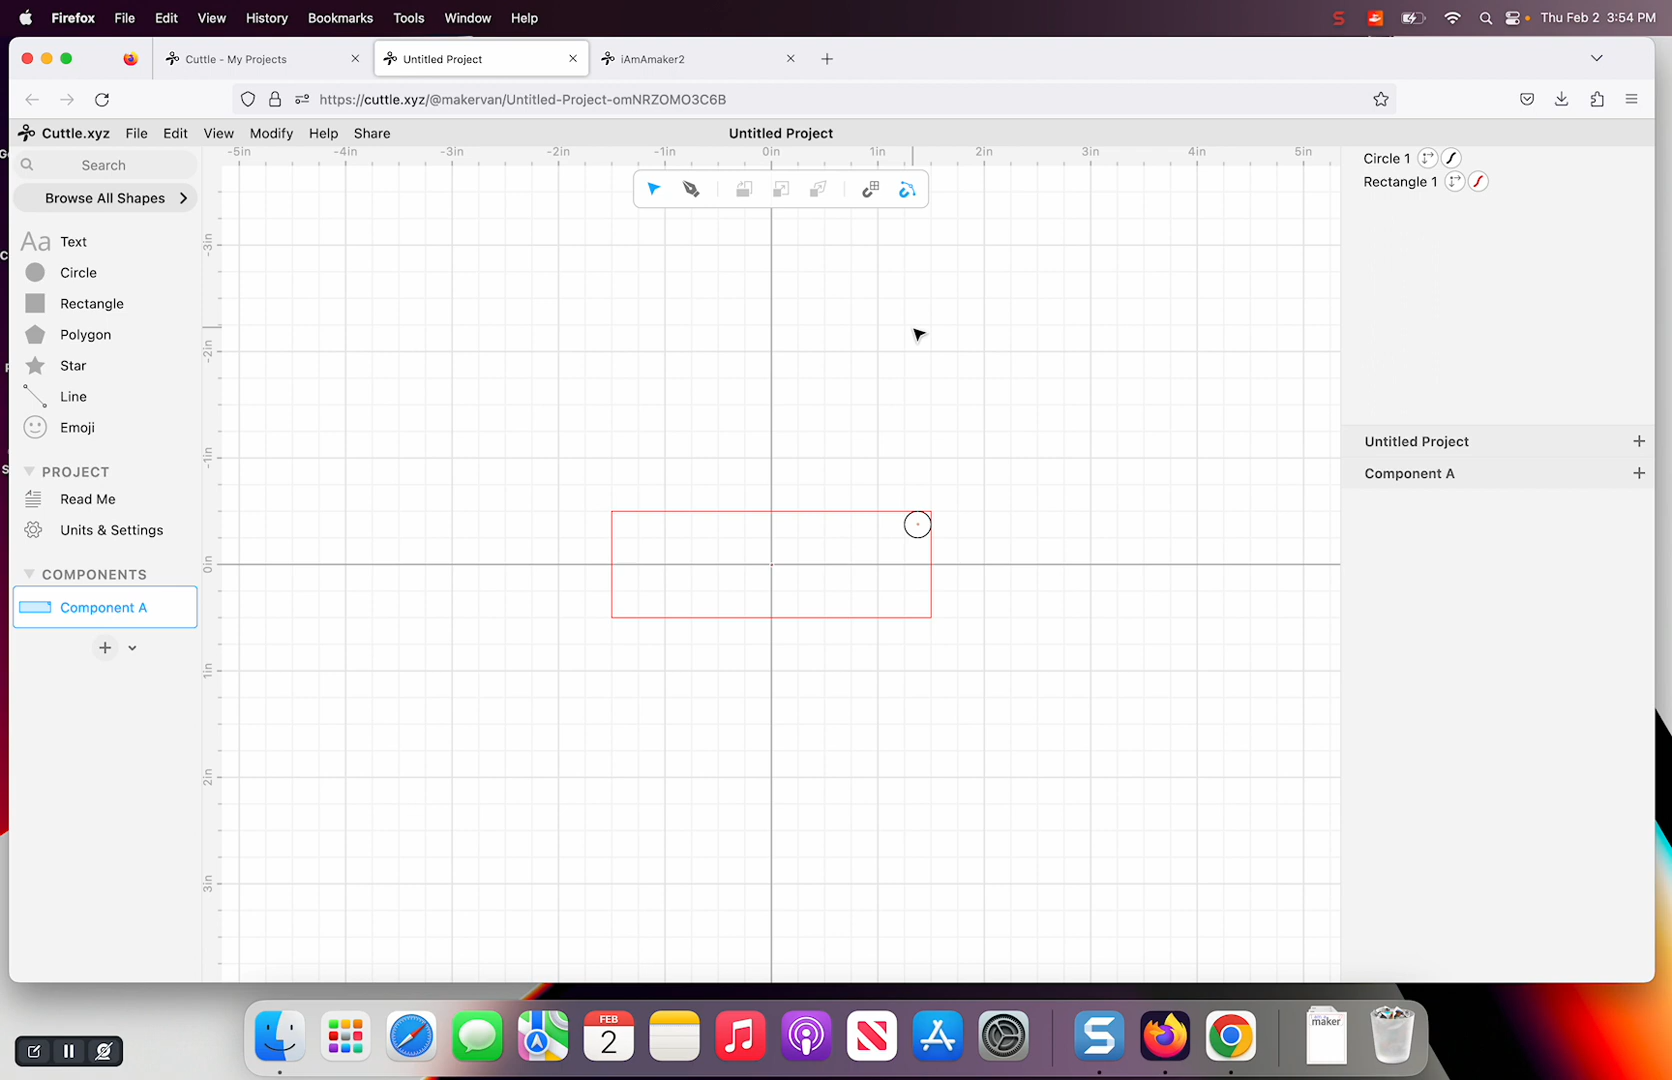 Firefox File Edit View History Bookmarks Tools Window Help
Thu Feb 2 3:54 PM
Cuttle - My Projects
Untitled Project
iAmAmaker2
https://cuttle.xyz/@makervan/Untitled-Project-omNRZOMO3C6B
Cuttle.xyz File Edit View Modify Help Share
Untitled Project
Search
Browse All Shapes
Aa Text
Circle
Rectangle
Polygon
Star
Line
Emoji
PROJECT
Read Me
Units & Settings
COMPONENTS
Component A
-5in -4in -3in -2in -1in 0in 1in 2in 3in 4in 5in
-3in
-2in
-1in
0in
1in
2in
3in
Circle 1
Rectangle 1
Untitled Project
Component A
FEB
2
maker